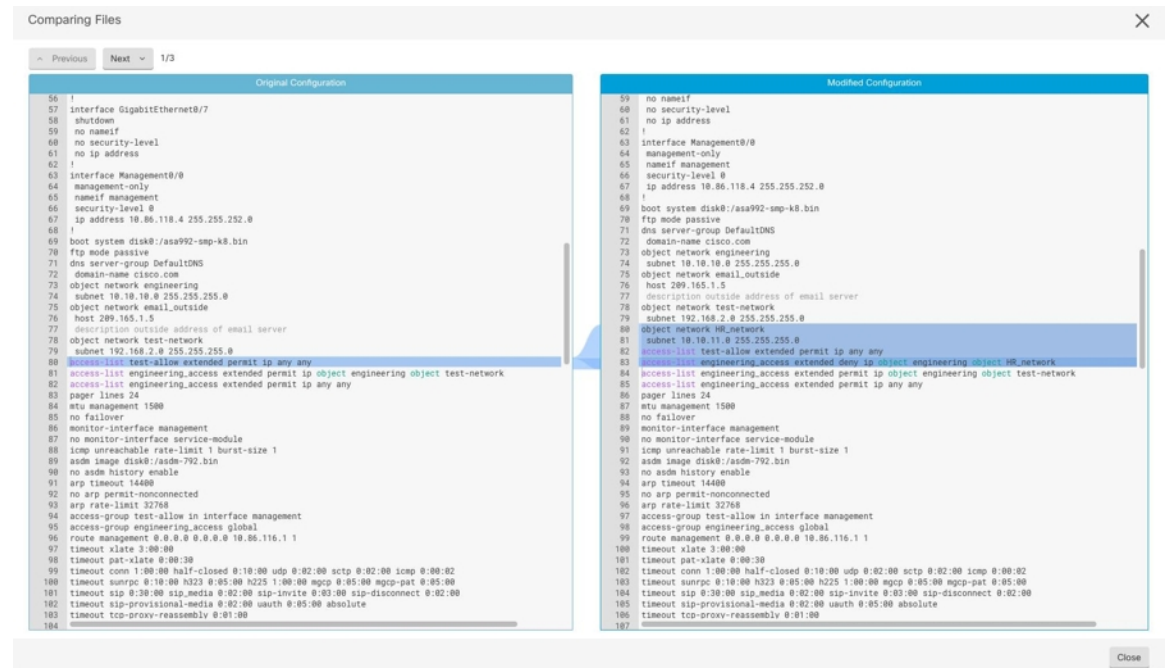 Comparing Files
Previous Next 1/3
Original Configuration
56 !
57 interface GigabitEthernet0/7
58 shutdown
59 no nameif
60 no security-level
61 no ip address
62 !
63 interface Management0/0
64 management-only
65 nameif management
66 security-level 0
67 ip address 10.86.118.4 255.255.252.0
68 !
69 boot system disk0:/asa992-smp-k8.bin
70 ftp mode passive
71 dns server-group DefaultDNS
72 domain-name cisco.com
73 object network engineering
74 subnet 10.10.10.0 255.255.255.0
75 object network email_outside
76 host 209.165.1.5
77 description outside address of email server
78 object network test-network
79 subnet 192.168.2.0 255.255.255.0
80 access-list test-allow extended permit ip any any
81 access-list engineering_access extended permit ip object engineering object test-network
82 access-list engineering_access extended permit ip any any
83 pager lines 24
84 mtu management 1500
85 no failover
86 monitor-interface management
87 no monitor-interface service-module
88 icmp unreachable rate-limit 1 burst-size 1
89 asdm image disk0:/asdm-792.bin
90 no asdm history enable
91 arp timeout 14400
92 no arp permit-nonconnected
93 arp rate-limit 32768
94 access-group test-allow in interface management
95 access-group engineering_access global
96 route management 0.0.0.0 0.0.0.0 10.86.116.1 1
97 timeout xlate 3:00:00
98 timeout pat-xlate 0:00:30
99 timeout conn 1:00:00 half-closed 0:10:00 udp 0:02:00 sctp 0:02:00 icmp 0:00:02
100 timeout sunrpc 0:10:00 h323 0:05:00 h225 1:00:00 mgcp 0:05:00 mgcp-pat 0:05:00
101 timeout sip 0:30:00 sip_media 0:02:00 sip-invite 0:03:00 sip-disconnect 0:02:00
102 timeout sip-provisional-media 0:02:00 uauth 0:05:00 absolute
103 timeout tcp-proxy-reassembly 0:01:00
104
Modified Configuration
59 no nameif
60 no security-level
61 no ip address
62 !
63 interface Management0/0
64 management-only
65 nameif management
66 security-level 0
67 ip address 10.86.118.4 255.255.252.0
68 !
69 boot system disk0:/asa992-smp-k8.bin
70 ftp mode passive
71 dns server-group DefaultDNS
72 domain-name cisco.com
73 object network engineering
74 subnet 10.10.10.0 255.255.255.0
75 object network email_outside
76 host 209.165.1.5
77 description outside address of email server
78 object network test-network
79 subnet 192.168.2.0 255.255.255.0
80 object network HR_network
81 subnet 10.10.11.0 255.255.255.0
82 access-list test-allow extended permit ip any any
83 access-list engineering_access extended deny ip object engineering object HR_network
84 access-list engineering_access extended permit ip object engineering object test-network
85 access-list engineering_access extended permit ip any any
86 pager lines 24
87 mtu management 1500
88 no failover
89 monitor-interface management
90 no monitor-interface service-module
91 icmp unreachable rate-limit 1 burst-size 1
92 asdm image disk0:/asdm-792.bin
93 no asdm history enable
94 arp timeout 14400
95 no arp permit-nonconnected
96 arp rate-limit 32768
97 access-group test-allow in interface management
98 access-group engineering_access global
99 route management 0.0.0.0 0.0.0.0 10.86.116.1 1
100 timeout xlate 3:00:00
101 timeout pat-xlate 0:00:30
102 timeout conn 1:00:00 half-closed 0:10:00 udp 0:02:00 sctp 0:02:00 icmp 0:00:02
103 timeout sunrpc 0:10:00 h323 0:05:00 h225 1:00:00 mgcp 0:05:00 mgcp-pat 0:05:00
104 timeout sip 0:30:00 sip_media 0:02:00 sip-invite 0:03:00 sip-disconnect 0:02:00
105 timeout sip-provisional-media 0:02:00 uauth 0:05:00 absolute
106 timeout tcp-proxy-reassembly 0:01:00
107
Close